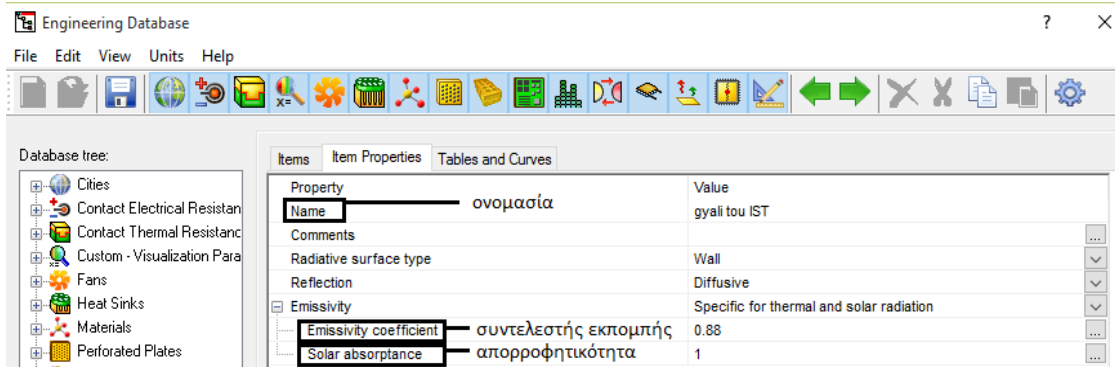 Engineering Database ?
File Edit View Units Help
Database tree:
Items Item Properties Tables and Curves
Cities
Contact Electrical Resistan
Contact Thermal Resistanc
Custom - Visualization Para
Fans
Heat Sinks
Materials
Perforated Plates
Property Value
Name ονομασία gyali tou IST
Comments ...
Radiative surface type Wall
Reflection Diffusive
Emissivity Specific for thermal and solar radiation
Emissivity coefficient συντελεστής εκπομπής 0.88 ...
Solar absorptance απορροφητικότητα 1 ...